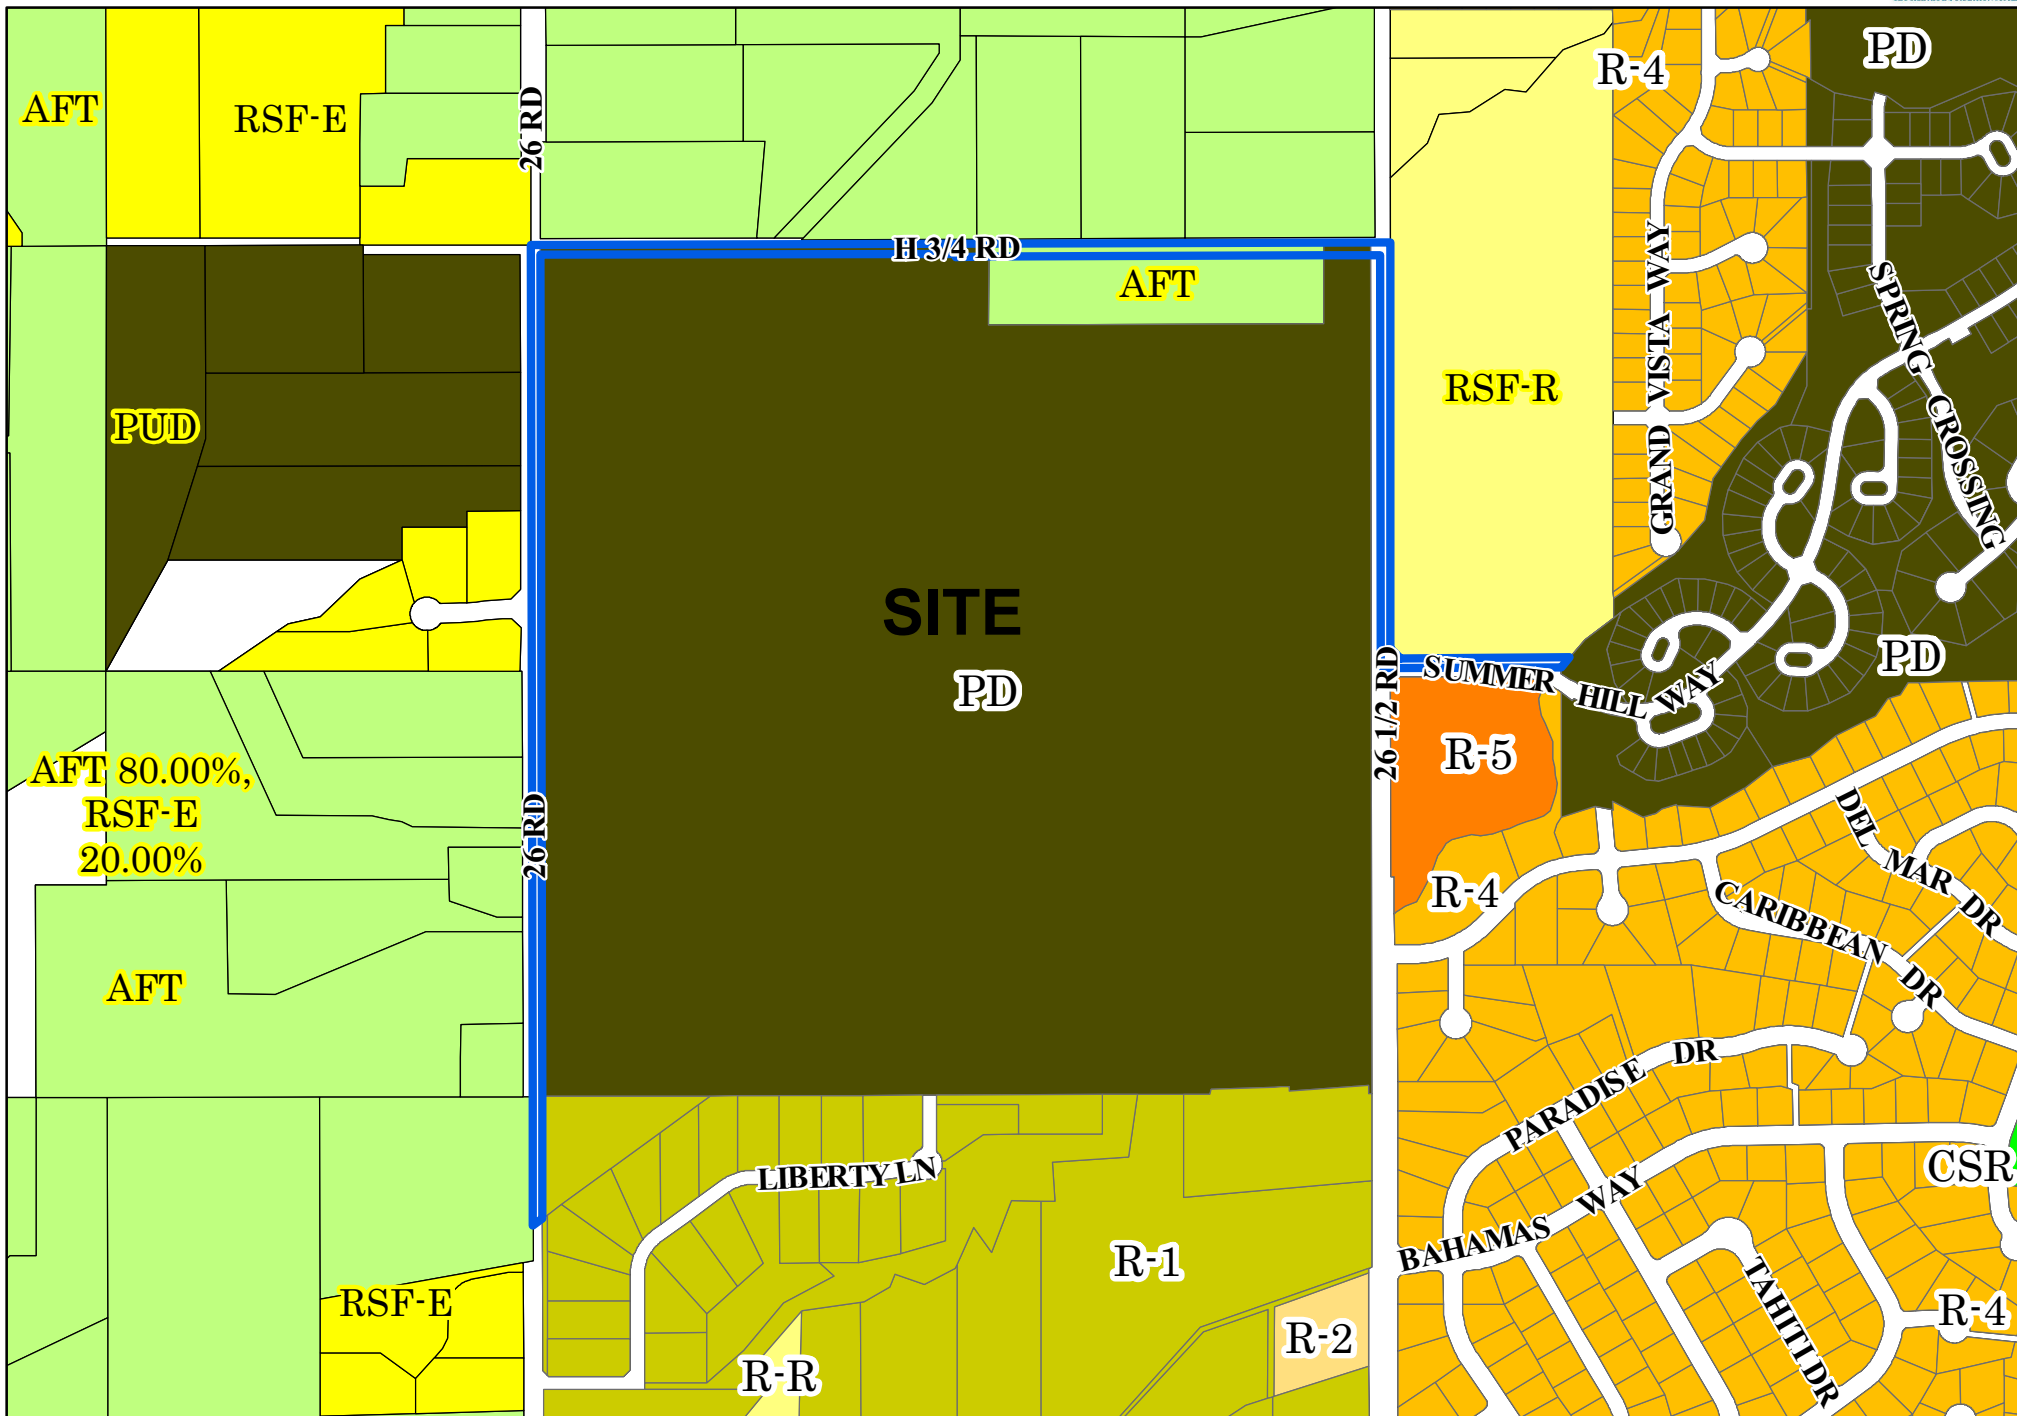 PD
R-4
AFT
RSF-E
26 RD
H 3/4 RD
AFT
GRAND VISTA WAY
SPRING CROSSING
RSF-R
PUD
SITE
PD
PD
SUMMER HILL WAY
26 1/2 RD
R-5
AFT 80.00%,
RSF-E
20.00%
26 RD
DEL MAR DR
R-4
CARIBBEAN DR
AFT
PARADISE DR
LIBERTY LN
CSR
BAHAMAS WAY
R-1
TAHITI DR
RSF-E
R-4
R-2
R-R